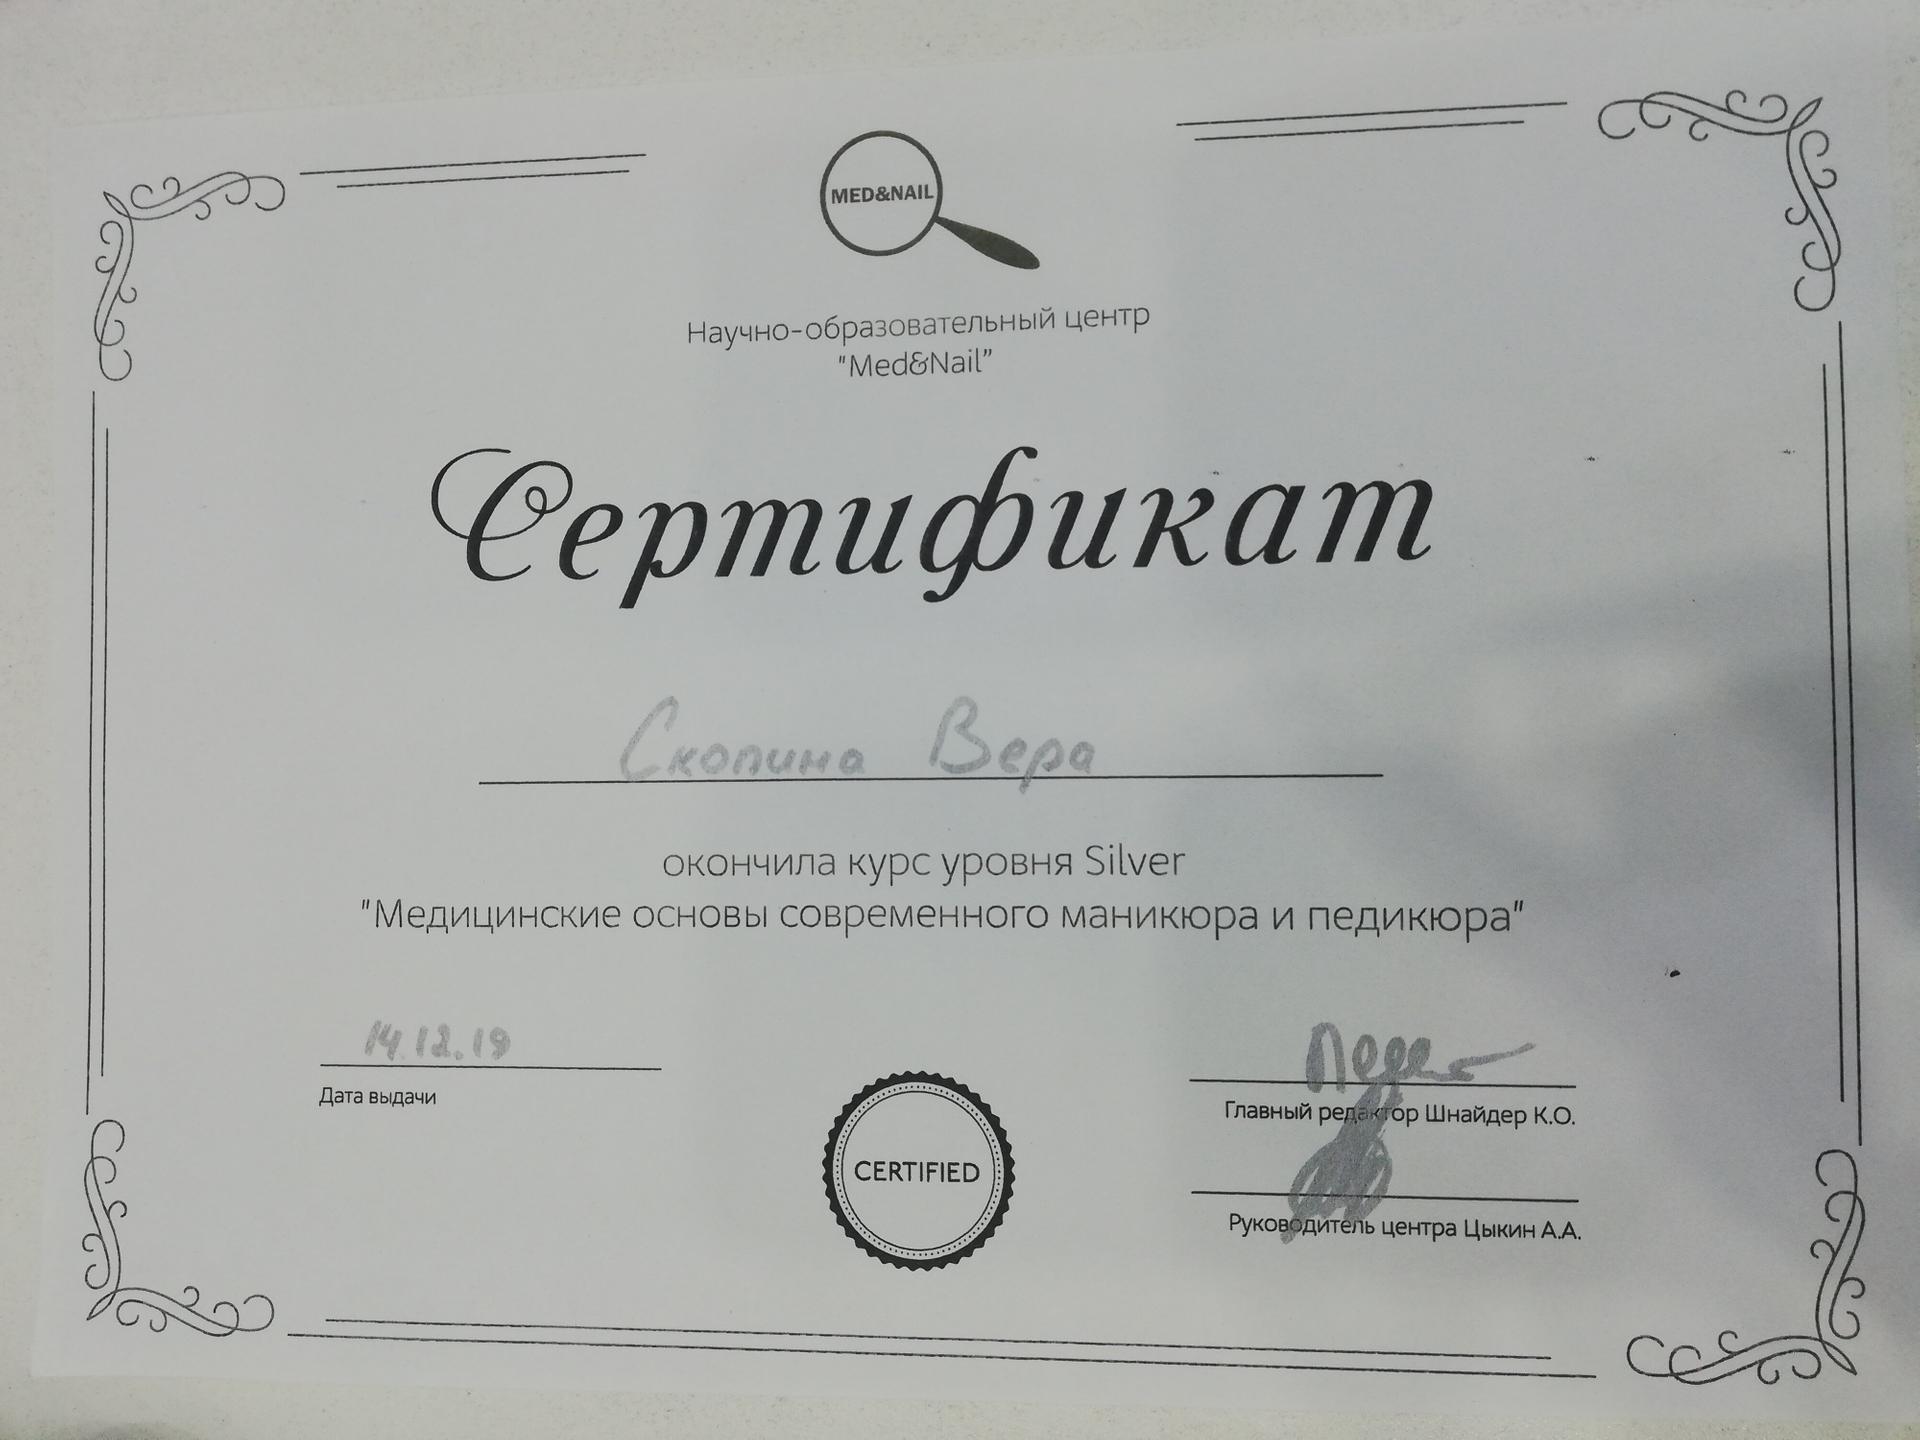 MED&NAIL
Научно-образовательный центр
"Med&Nail"
Сертификат
Скопина Вера
окончила курс уровня Silver
"Медицинские основы современного маникюра и педикюра"
14.12.19
Дата выдачи
CERTIFIED
Главный редактор Шнайдер К.О.
Руководитель центра Цыкин А.А.